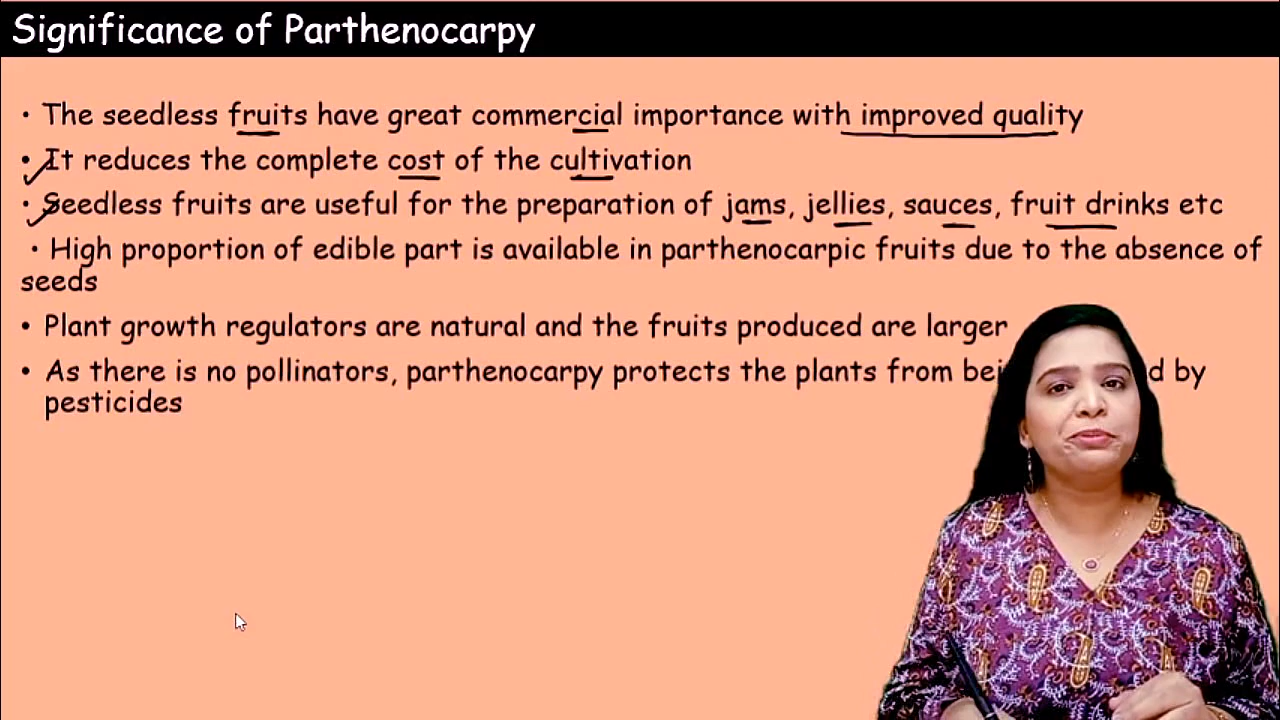 Significance of Parthenocarpy
• The seedless fruits have great commercial importance with improved quality
• It reduces the complete cost of the cultivation
• Seedless fruits are useful for the preparation of jams, jellies, sauces, fruit drinks etc
• High proportion of edible part is available in parthenocarpic fruits due to the absence of
seeds
• Plant growth regulators are natural and the fruits produced are larger
• As there is no pollinators, parthenocarpy protects the plants from by
pesticides